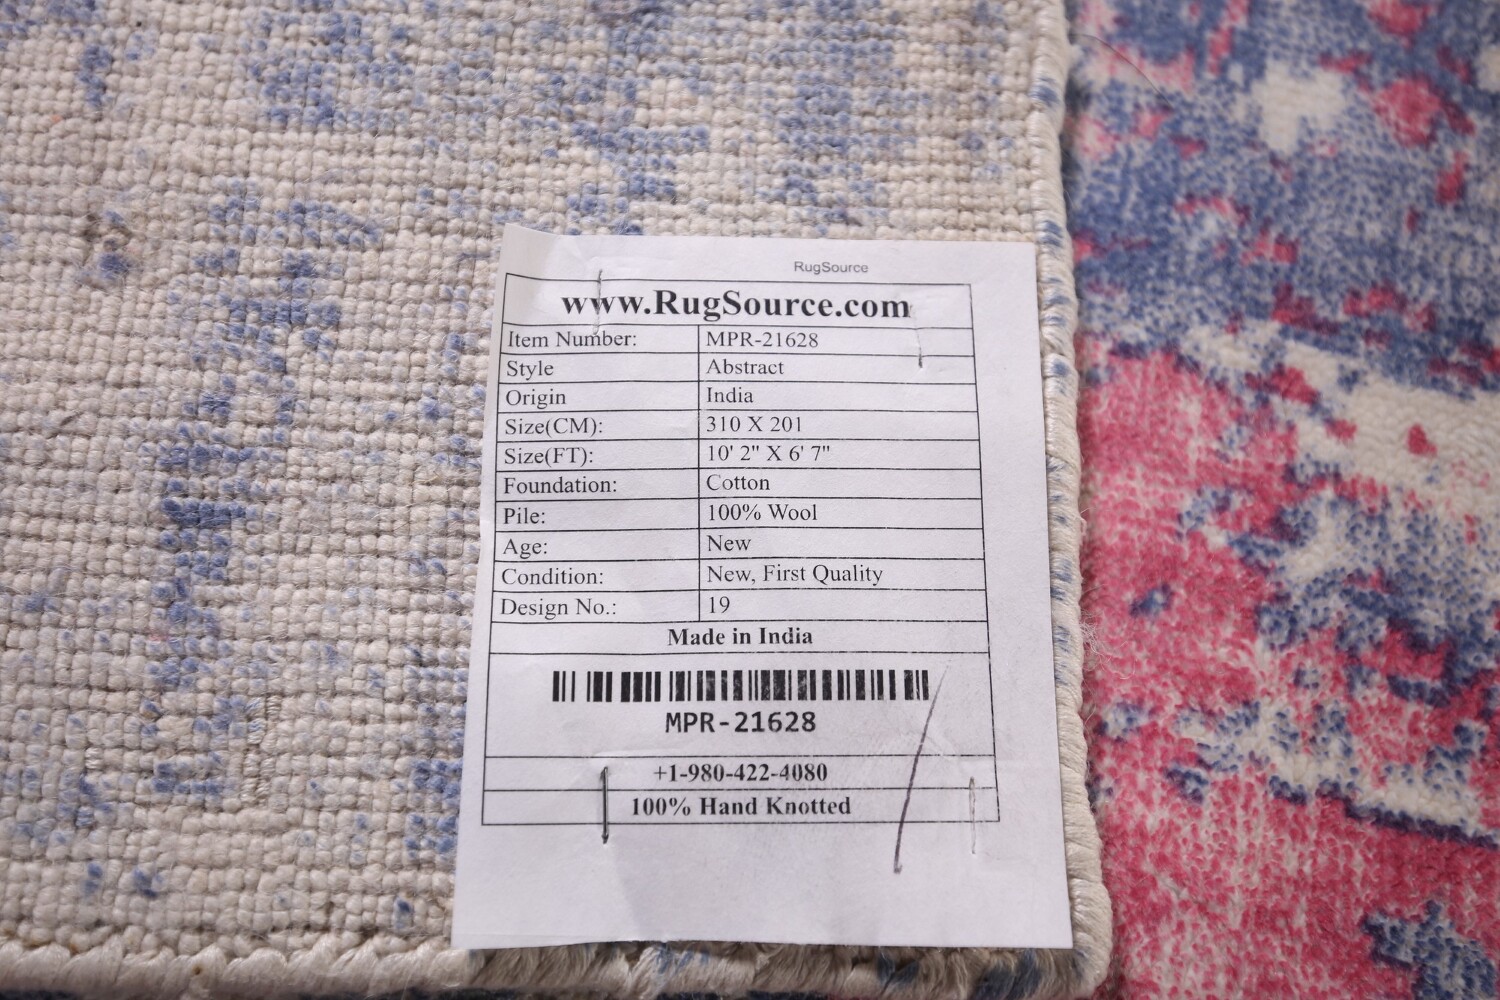 RugSource
www.RugSource.com
Item Number: MPR-21628
Style Abstract
Origin India
Size(CM): 310 X 201
Size(FT): 10' 2" X 6' 7"
Foundation: Cotton
Pile: 100% Wool
Age: New
Condition: New, First Quality
Design No.: 19
Made in India
MPR-21628
+1-980-422-4080
100% Hand Knotted